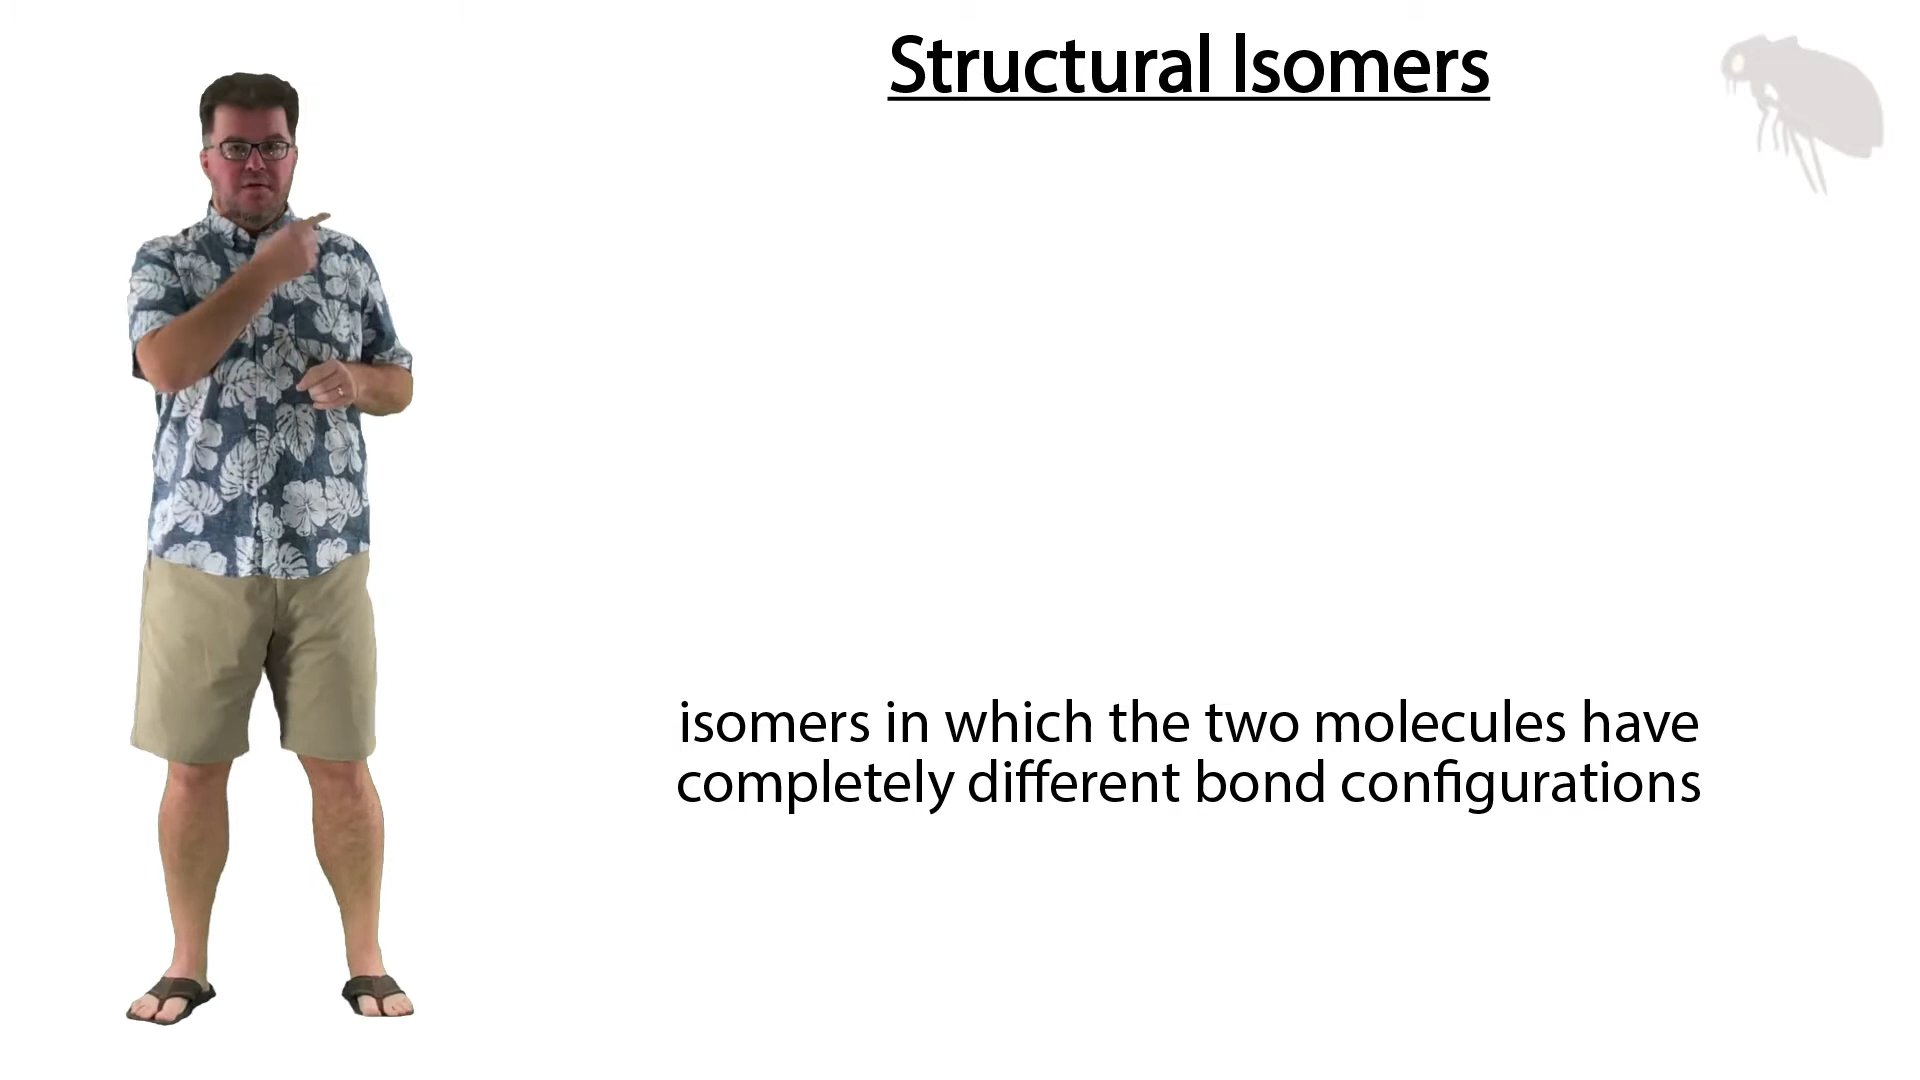 Structural Isomers
isomers in which the two molecules have
completely different bond configurations